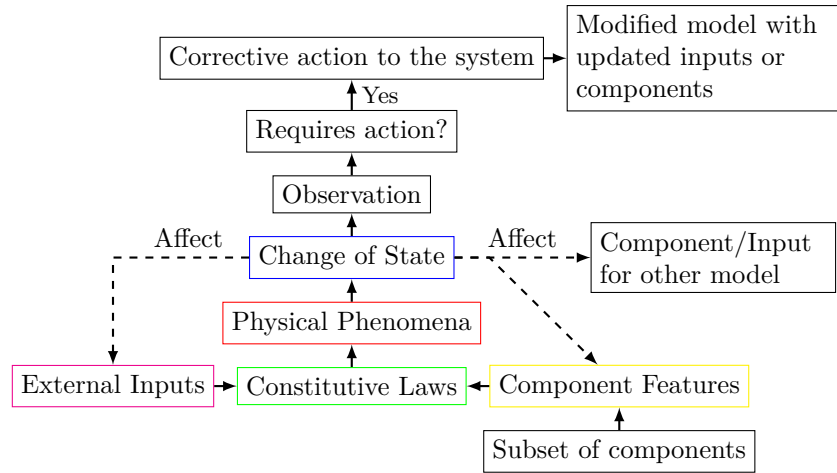 Corrective action to the system
Modified model with
updated inputs or
components
Yes
Requires action?
Observation
Affect
Change of State
Affect
Component/Input
for other model
Physical Phenomena
External Inputs
Constitutive Laws
Component Features
Subset of components